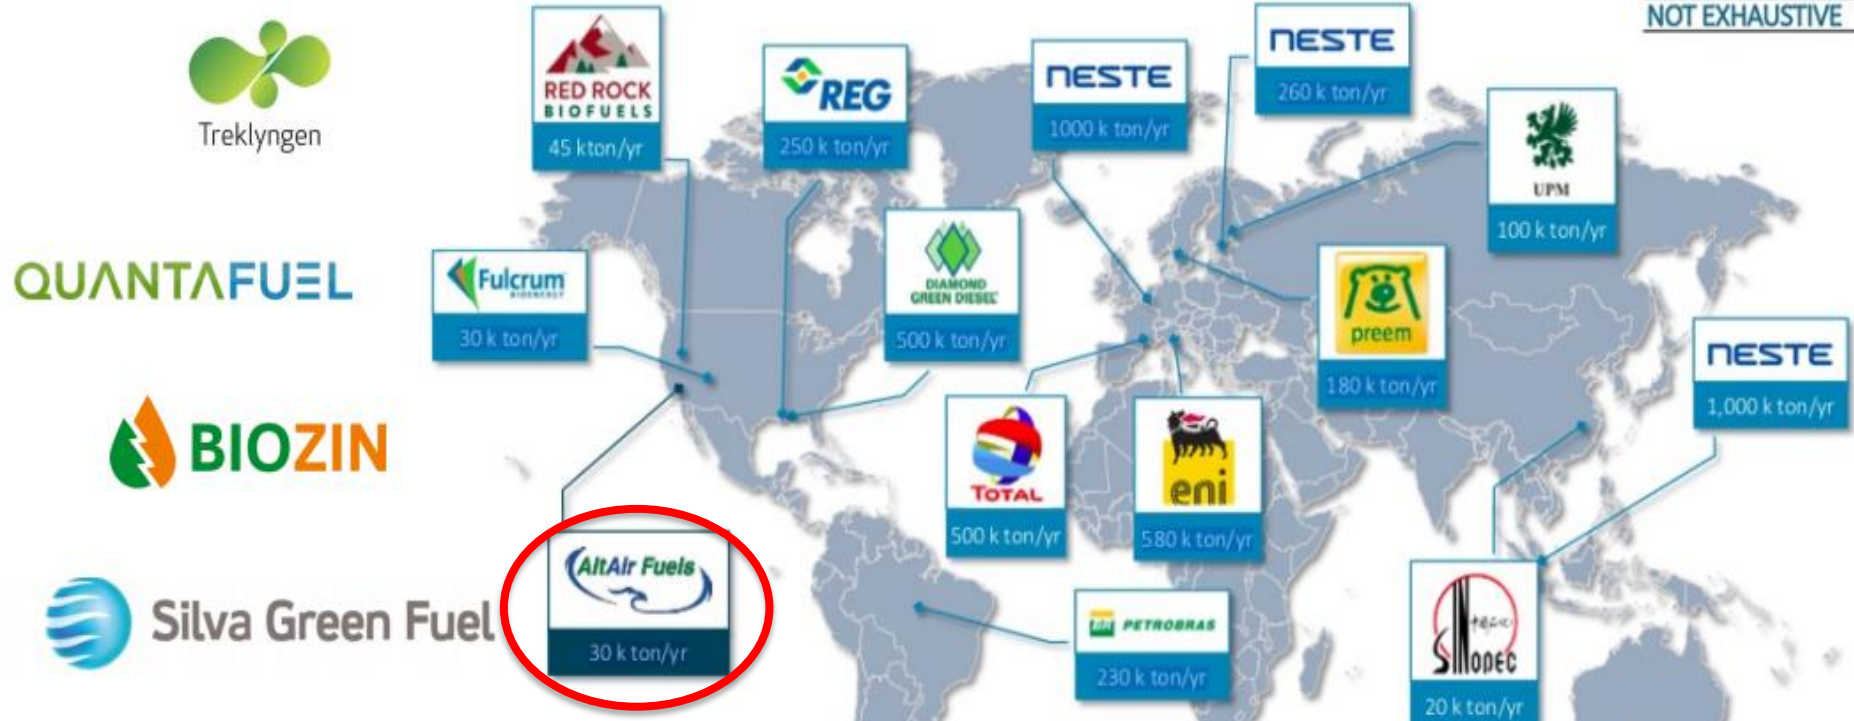 NOT EXHAUSTIVE
Treklyngen
QUANTAFUEL
BIOZIN
Silva Green Fuel
RED ROCK
BIOFUELS
45 kton/yr
REG
250 k ton/yr
NESTE
1000 k ton/yr
NESTE
260 k ton/yr
UPM
100 k ton/yr
Fulcrum
BIOENERGY
30 k ton/yr
DIAMOND
GREEN DIESEL
500 k ton/yr
preem
180 k ton/yr
NESTE
1,000 k ton/yr
TOTAL
500 k ton/yr
eni
580 k ton/yr
AltAir Fuels
30 k ton/yr
BR PETROBRAS
230 k ton/yr
SINOPEC
20 k ton/yr